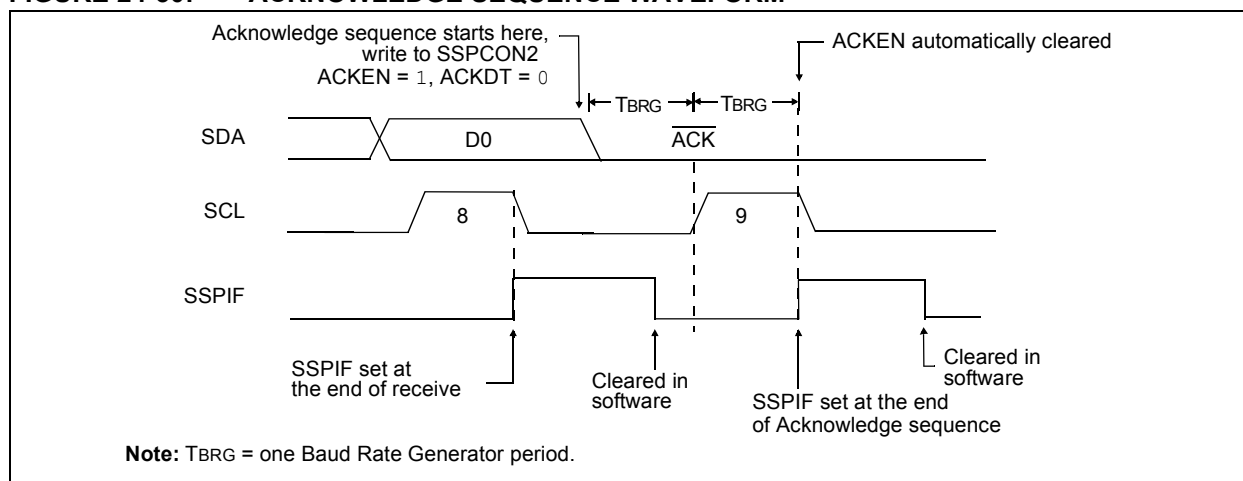 Acknowledge sequence starts here,
write to SSPCON2
ACKEN = 1, ACKDT = 0
ACKEN automatically cleared
TBRG
TBRG
SDA
D0
ACK
SCL
8
9
SSPIF
SSPIF set at
the end of receive
Cleared in
software
SSPIF set at the end
of Acknowledge sequence
Cleared in
software
Note: TBRG = one Baud Rate Generator period.